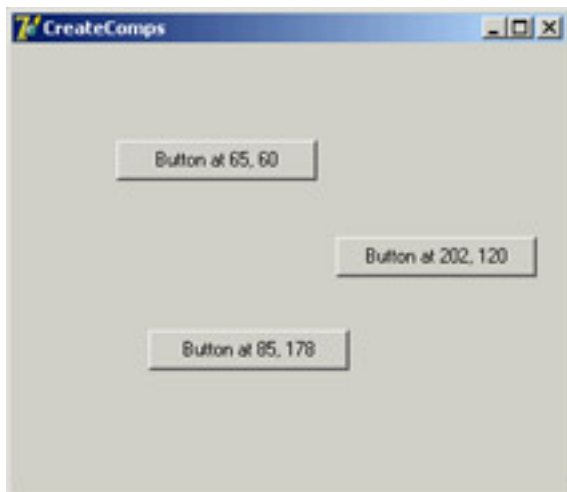 CreateComps
Button at 65, 60
Button at 202, 120
Button at 85, 178